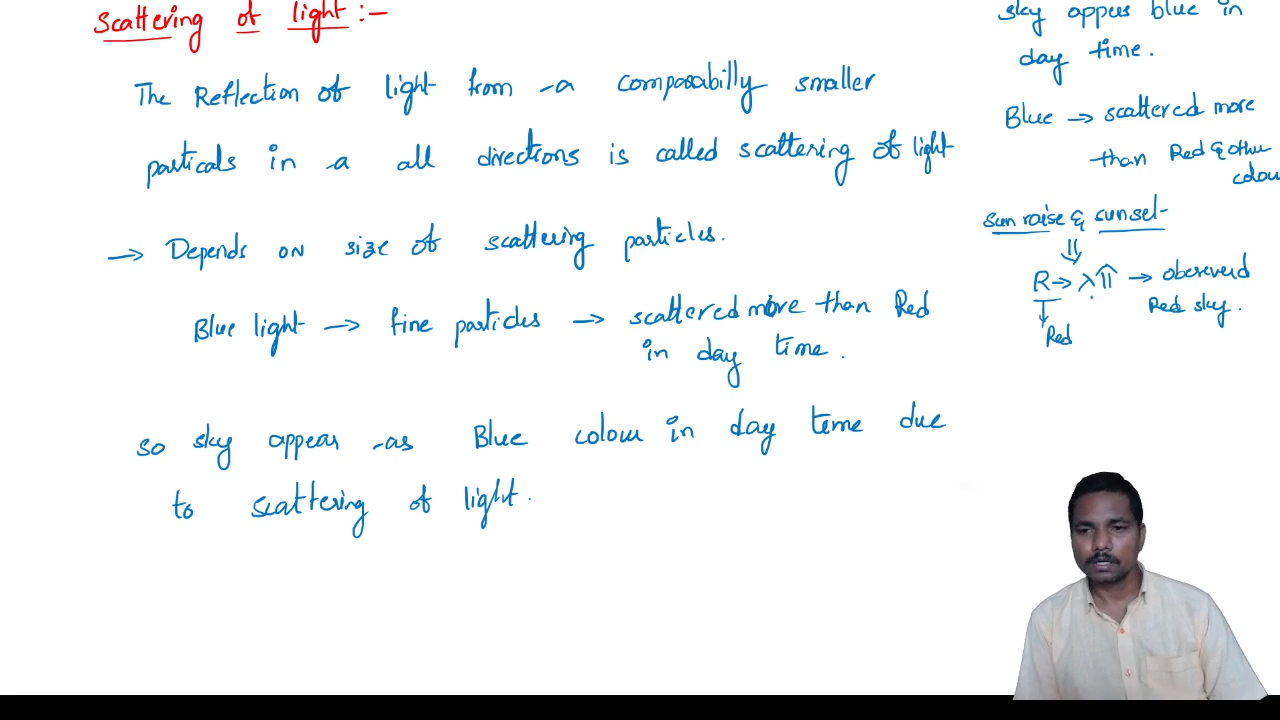 Scattering of light :-
The Reflection of light from a composabilly smaller
particals in a all directions is called scattering of light
→ Depends on size of scattering particles.
Blue light → fine particles → scattered more than Red
in day time.
so sky appear as Blue colour in day time due
to scattering of light.
sky appers blue in
day time.
Blue → scattered more
than Red & other
colou
Sun raise & sunset
⇓
R → λ⇑ → obsereved
Red sky.
↓
Red